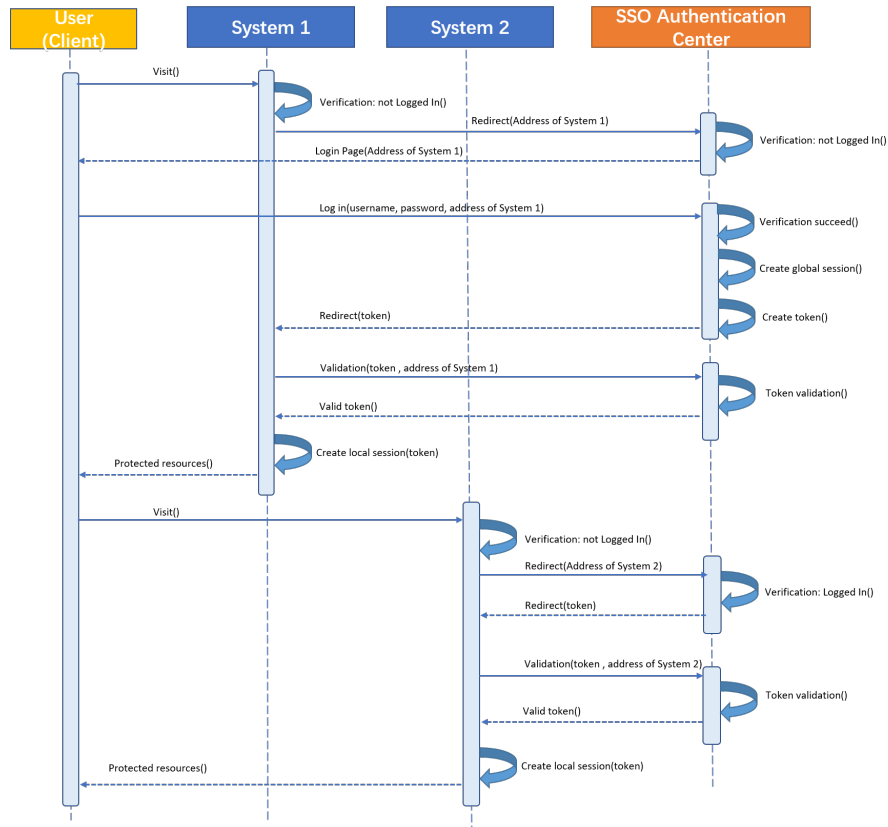 User
(Client)
System 1
System 2
SSO Authentication
Center
Visit()
Verification: not Logged In()
Redirect(Address of System 1)
Verification: not Logged In()
Login Page(Address of System 1)
Log in(username, password, address of System 1)
Verification succeed()
Create global session()
Create token()
Redirect(token)
Validation(token , address of System 1)
Token validation()
Valid token()
Create local session(token)
Protected resources()
Visit()
Verification: not Logged In()
Redirect(Address of System 2)
Verification: Logged In()
Redirect(token)
Validation(token , address of System 2)
Token validation()
Valid token()
Create local session(token)
Protected resources()